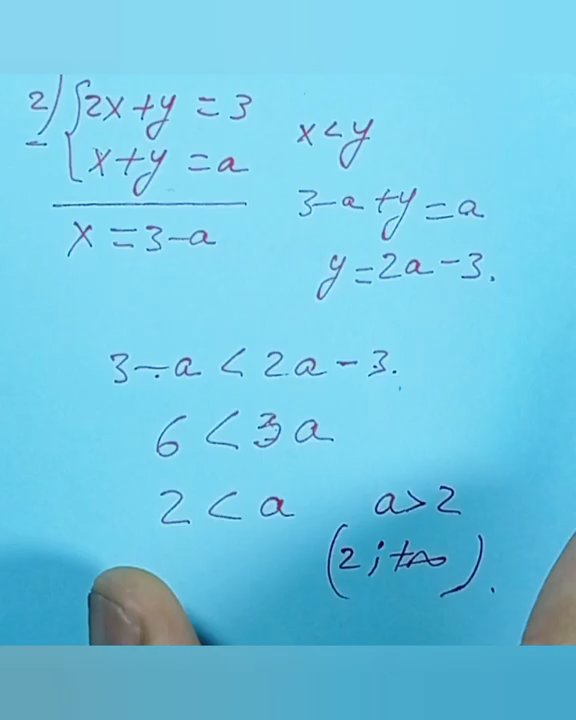 2) { 2x+y = 3
x+y = a
x = 3-a
x < y
3-a+y = a
y = 2a-3.
3-a < 2a-3.
6 < 3a
2 < a a>2
(2; +∞).